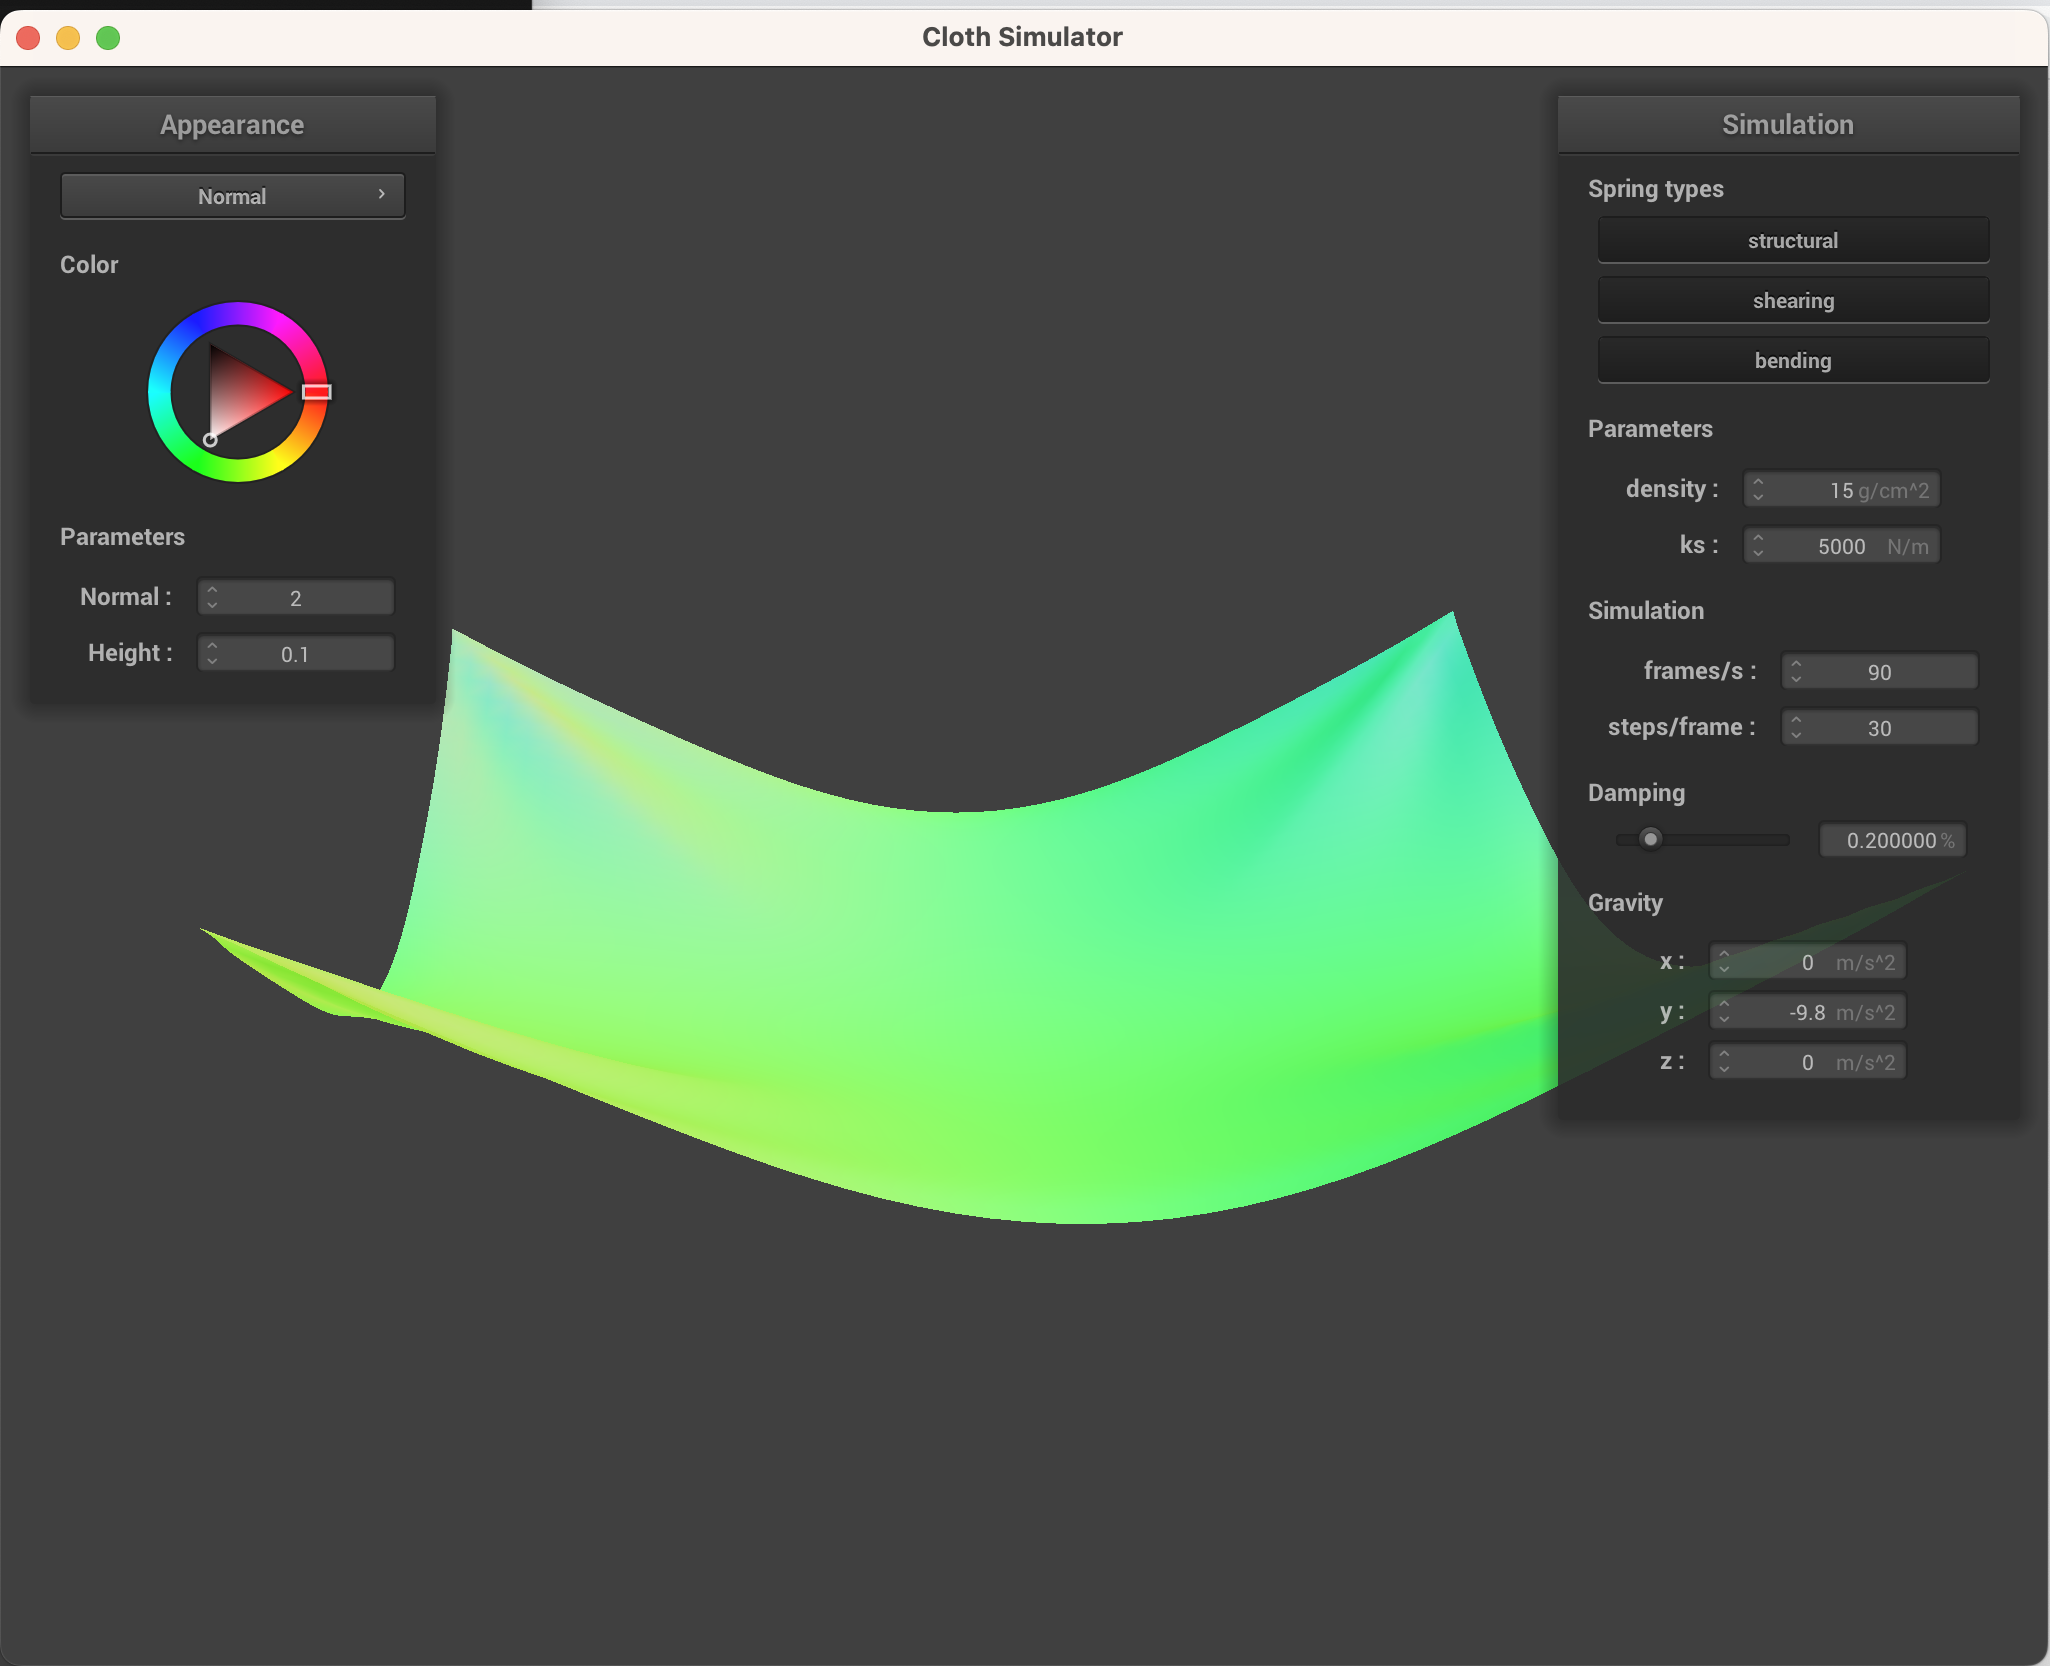 Cloth Simulator
Appearance
Normal
Color
Parameters
Normal : 2
Height : 0.1
Simulation
Spring types
structural
shearing
bending
Parameters
density : 15 g/cm^2
ks : 5000 N/m
Simulation
frames/s : 90
steps/frame : 30
Damping
0.200000 %
Gravity
x : 0 m/s^2
y : -9.8 m/s^2
z : 0 m/s^2